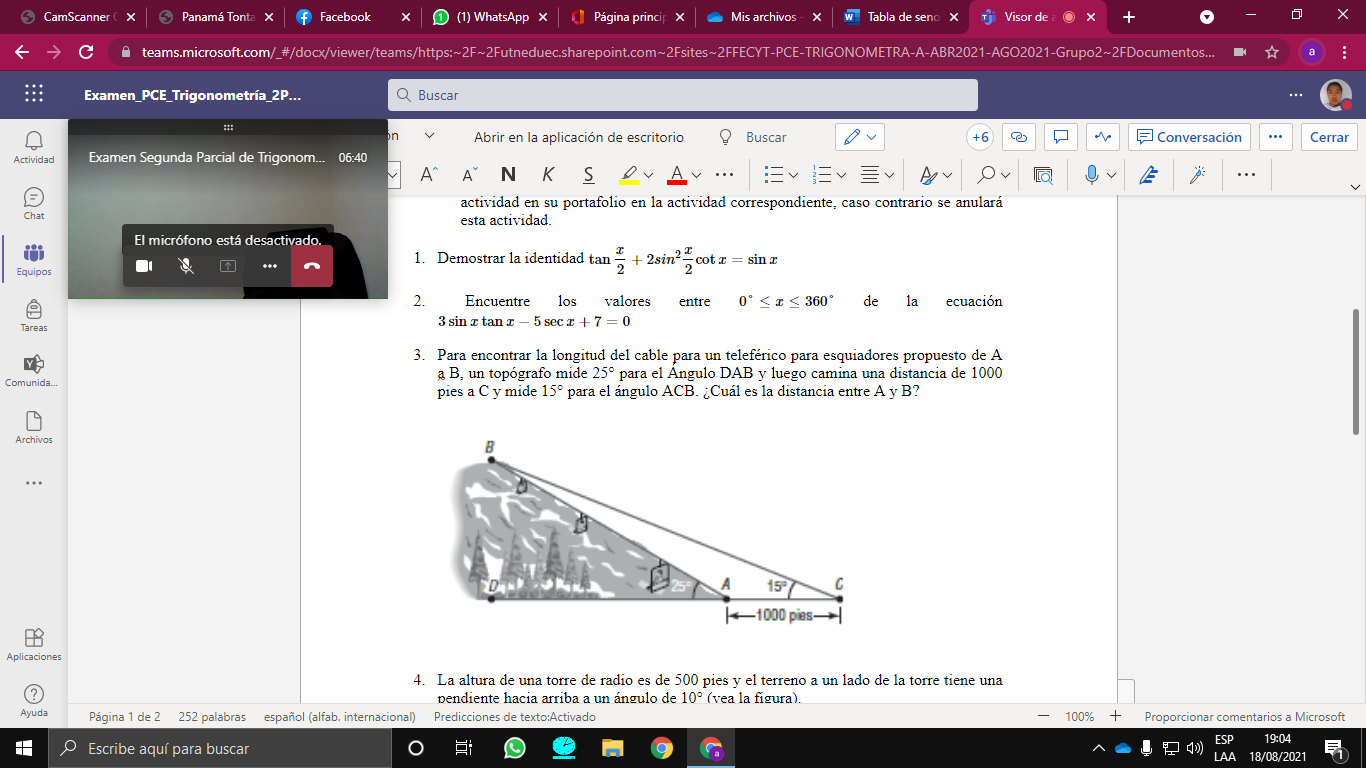 CamScanner
Panamá Tonta
Facebook
(1) WhatsApp
Página princip
Mis archivos -
Tabla de seno
Visor de a
teams.microsoft.com/_#/docx/viewer/teams/https:~2F~2Futneduec.sharepoint.com~2Fsites~2FFECYT-PCE-TRIGONOMETRA-A-ABR2021-AGO2021-Grupo2~2FDocumentos...
a
Examen_PCE_Trigonometría_2P...
Buscar
Actividad
Chat
Equipos
Tareas
Comunida...
Archivos
Aplicaciones
Ayuda
Examen Segunda Parcial de Trigonom... 06:40
El micrófono está desactivado.
ón
Abrir en la aplicación de escritorio
Buscar
+6
Conversación
Cerrar
A A N K S A
actividad en su portafolio en la actividad correspondiente, caso contrario se anulará
esta actividad.
1. Demostrar la identidad tan x/2 + 2sin² x/2 cot x = sin x
2. Encuentre los valores entre 0° ≤ x ≤ 360° de la ecuación
3 sin x tan x − 5 sec x + 7 = 0
3. Para encontrar la longitud del cable para un teleférico para esquiadores propuesto de A
a B, un topógrafo mide 25° para el Ángulo DAB y luego camina una distancia de 1000
pies a C y mide 15° para el ángulo ACB. ¿Cuál es la distancia entre A y B?
B
D 25° A 15° C
1000 pies
4. La altura de una torre de radio es de 500 pies y el terreno a un lado de la torre tiene una
pendiente hacia arriba a un ángulo de 10° (vea la figura).
Página 1 de 2 252 palabras español (alfab. internacional) Predicciones de texto:Activado
100%
Proporcionar comentarios a Microsoft
Escribe aquí para buscar
a
ESP
LAA
19:04
18/08/2021
1